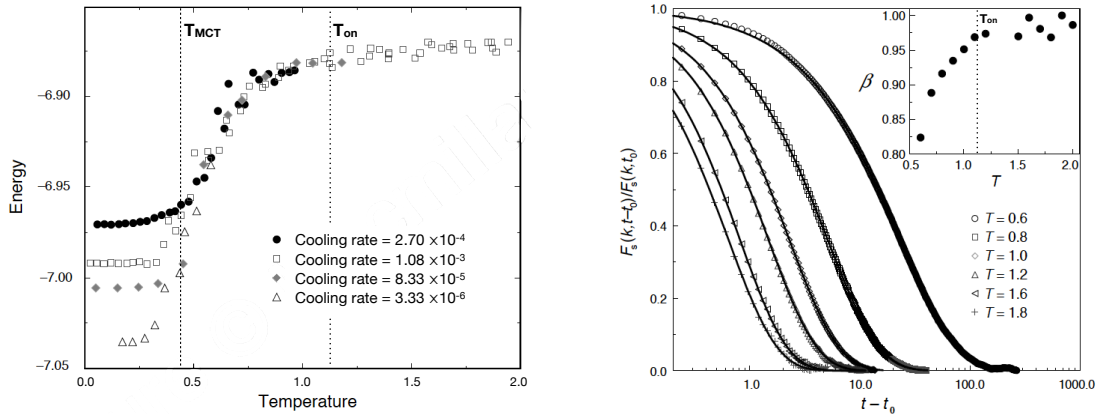 T_MCT
T_on
−6.90
−6.95
−7.00
−7.05
0.0
0.5
1.0
1.5
2.0
Energy
Temperature
Cooling rate = 2.70 ×10⁻⁴
Cooling rate = 1.08 ×10⁻³
Cooling rate = 8.33 ×10⁻⁵
Cooling rate = 3.33 ×10⁻⁶
1.0
0.8
0.6
0.4
0.2
0.0
F_s(k,t−t_0)/F_s(k,t_0)
1.0
10.0
100.0
1000.0
t − t_0
T = 0.6
T = 0.8
T = 1.0
T = 1.2
T = 1.6
T = 1.8
T_on
1.00
0.95
0.90
0.85
0.80
β
0.5
1.0
1.5
2.0
T